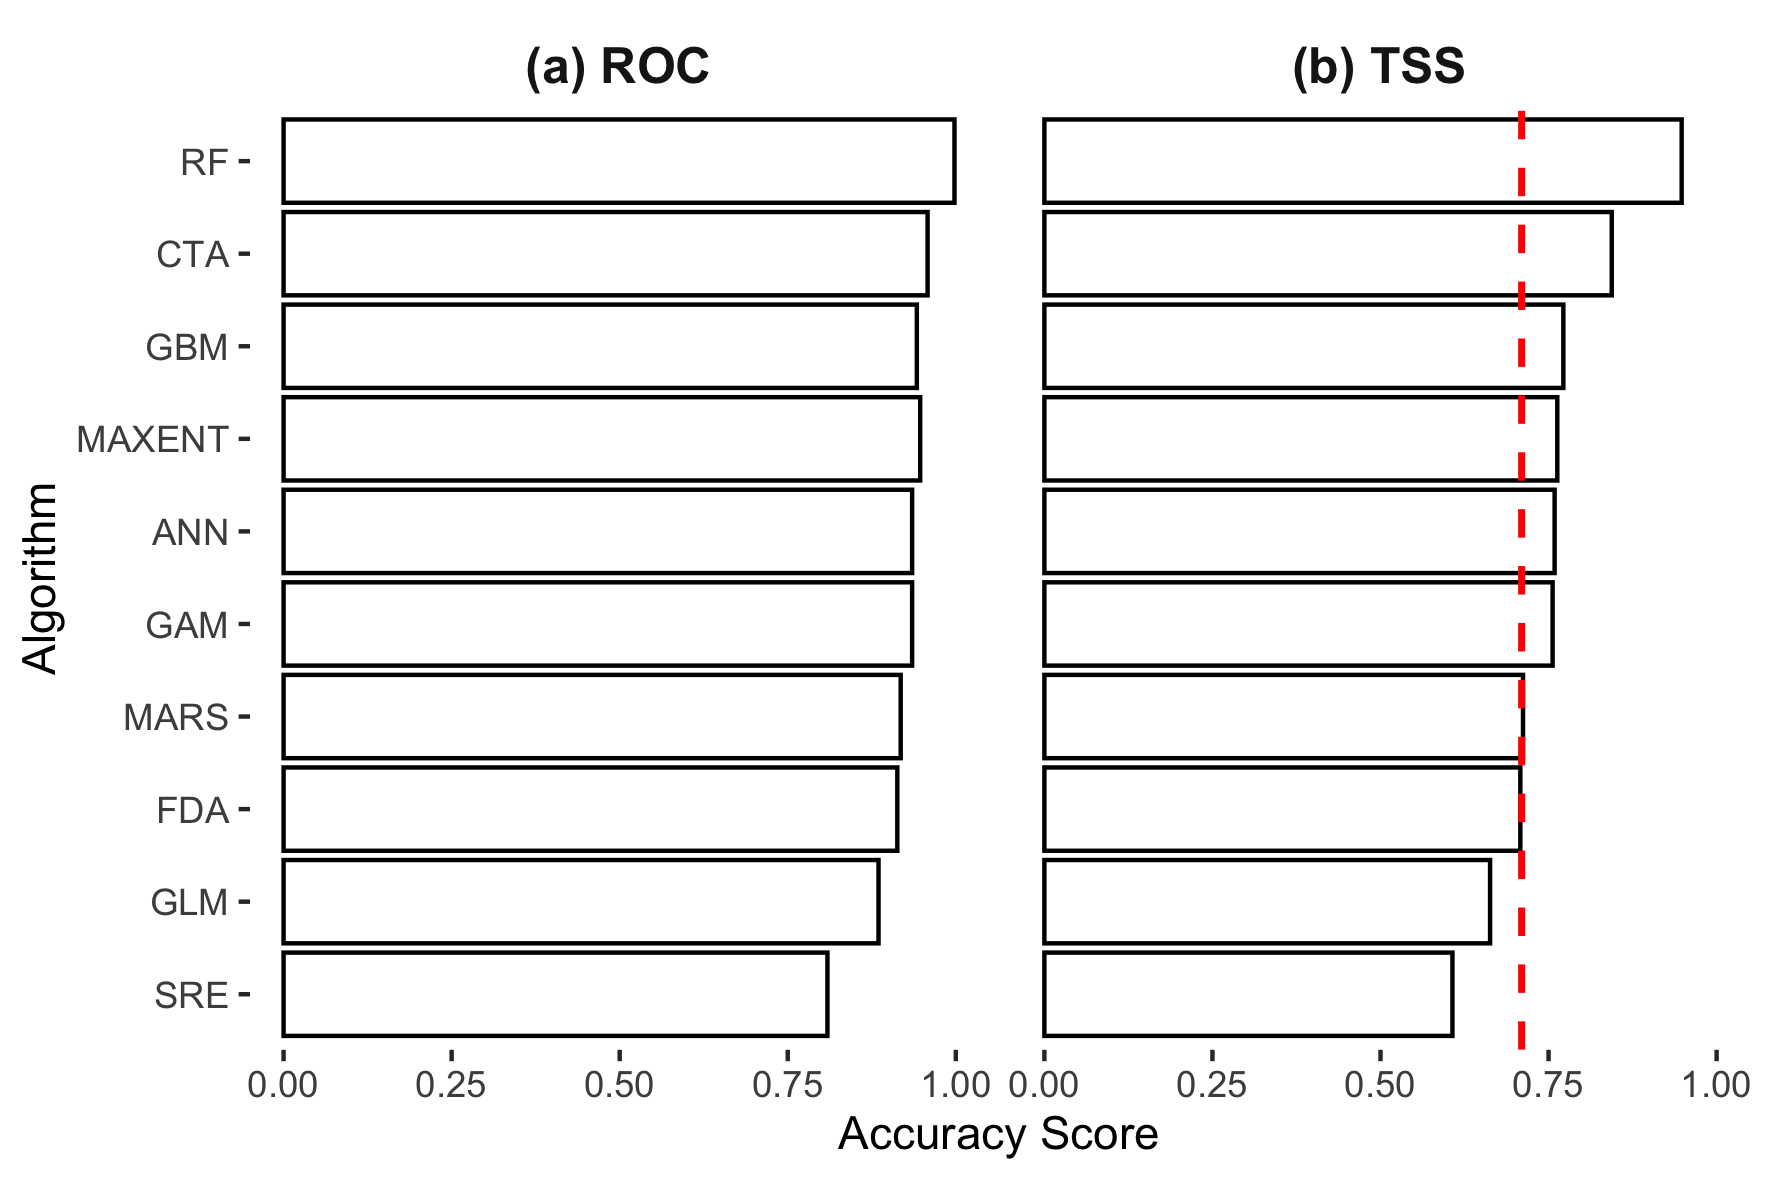 (a) ROC
(b) TSS
Algorithm
RF
CTA
GBM
MAXENT
ANN
GAM
MARS
FDA
GLM
SRE
0.00 0.25 0.50 0.75 1.00
0.00 0.25 0.50 0.75 1.00
Accuracy Score